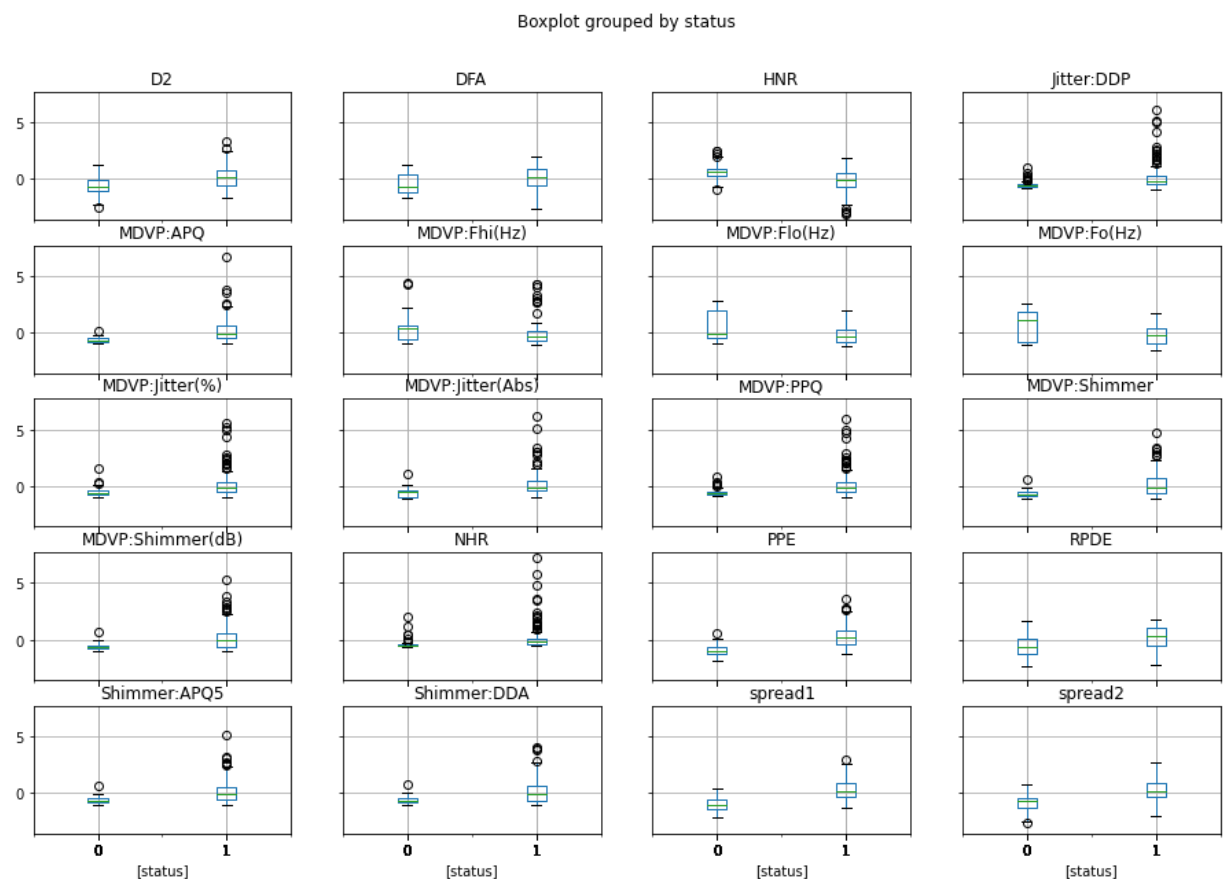 Boxplot grouped by status
D2 DFA HNR Jitter:DDP
5
0
MDVP:APQ MDVP:Fhi(Hz) MDVP:Flo(Hz) MDVP:Fo(Hz)
5
0
MDVP:Jitter(%) MDVP:Jitter(Abs) MDVP:PPQ MDVP:Shimmer
5
0
MDVP:Shimmer(dB) NHR PPE RPDE
5
0
Shimmer:APQ5 Shimmer:DDA spread1 spread2
5
0
0 1 0 1 0 1 0 1
[status] [status] [status] [status]